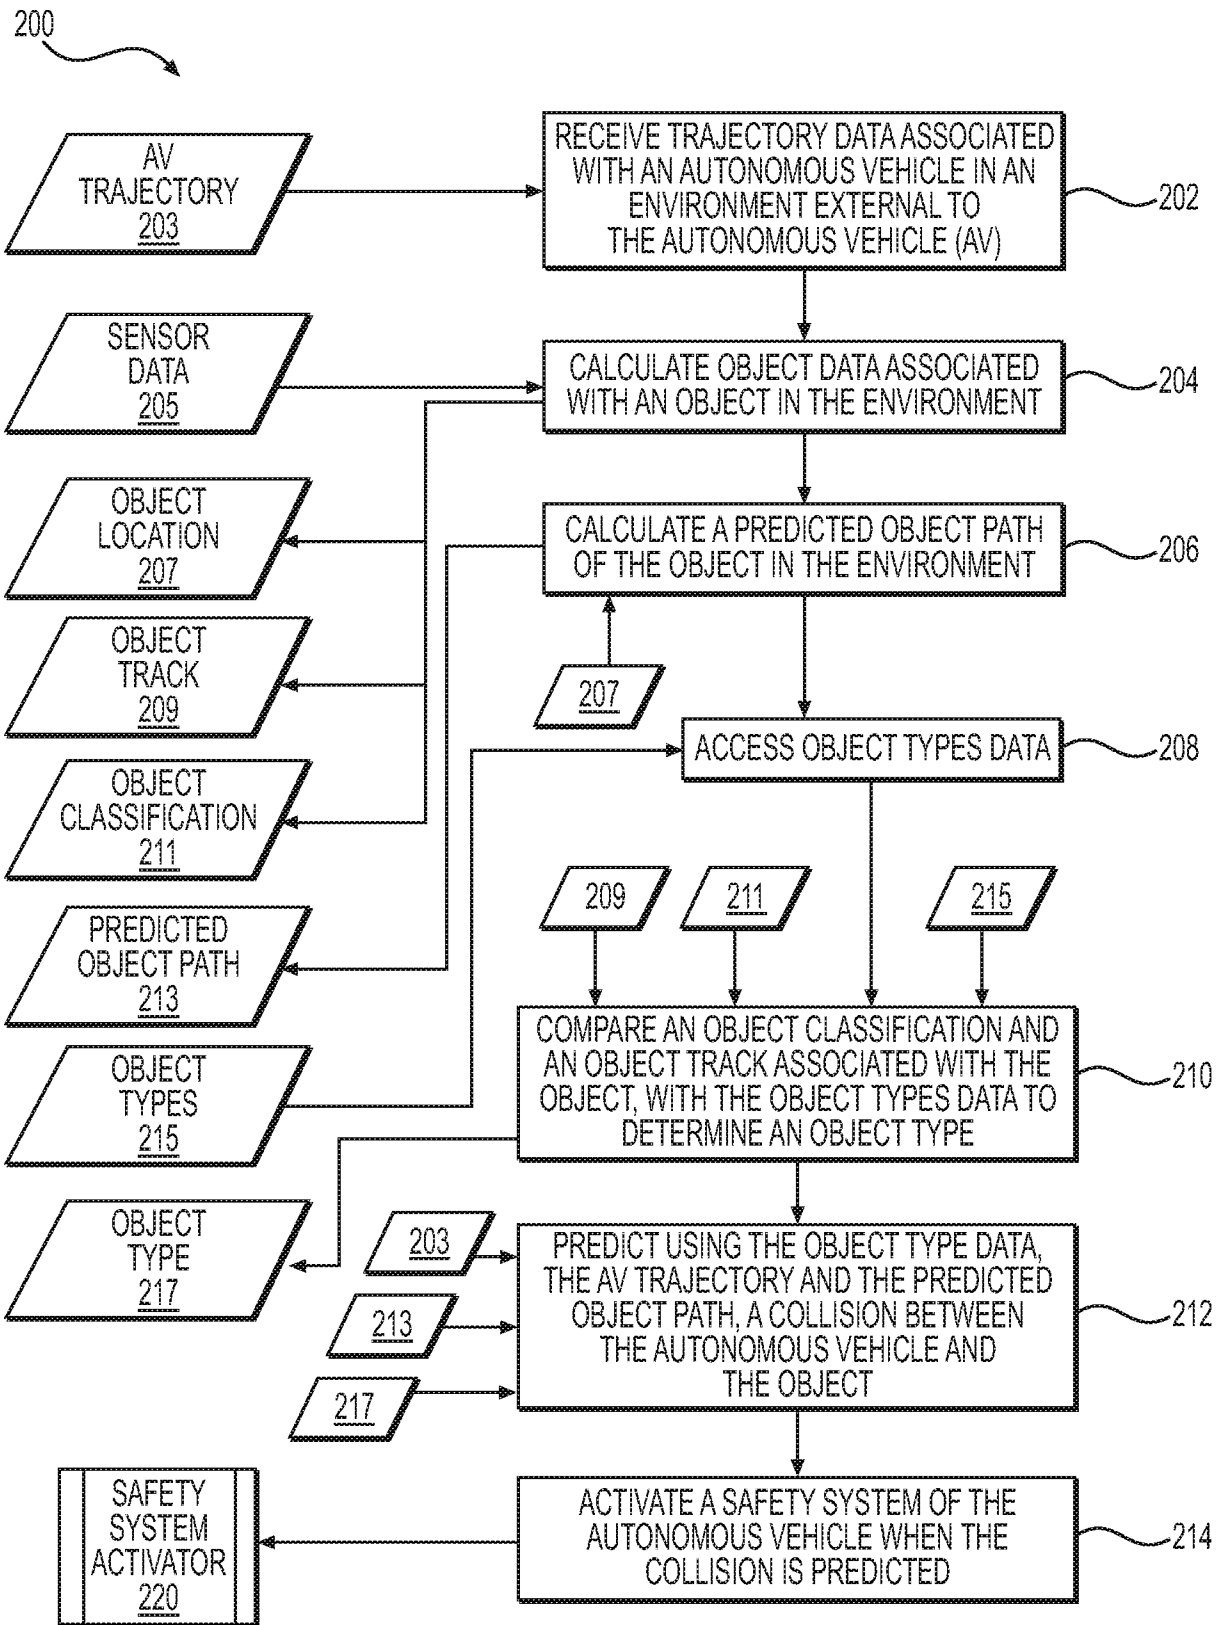 200
AV
TRAJECTORY
203
RECEIVE TRAJECTORY DATA ASSOCIATED
WITH AN AUTONOMOUS VEHICLE IN AN
ENVIRONMENT EXTERNAL TO
THE AUTONOMOUS VEHICLE (AV)
202
SENSOR
DATA
205
CALCULATE OBJECT DATA ASSOCIATED
WITH AN OBJECT IN THE ENVIRONMENT
204
OBJECT
LOCATION
207
CALCULATE A PREDICTED OBJECT PATH
OF THE OBJECT IN THE ENVIRONMENT
206
OBJECT
TRACK
209
207
ACCESS OBJECT TYPES DATA
208
OBJECT
CLASSIFICATION
211
209
211
215
PREDICTED
OBJECT PATH
213
COMPARE AN OBJECT CLASSIFICATION AND
AN OBJECT TRACK ASSOCIATED WITH THE
OBJECT, WITH THE OBJECT TYPES DATA TO
DETERMINE AN OBJECT TYPE
210
OBJECT
TYPES
215
OBJECT
TYPE
217
203
213
217
PREDICT USING THE OBJECT TYPE DATA,
THE AV TRAJECTORY AND THE PREDICTED
OBJECT PATH, A COLLISION BETWEEN
THE AUTONOMOUS VEHICLE AND
THE OBJECT
212
SAFETY
SYSTEM
ACTIVATOR
220
ACTIVATE A SAFETY SYSTEM OF THE
AUTONOMOUS VEHICLE WHEN THE
COLLISION IS PREDICTED
214